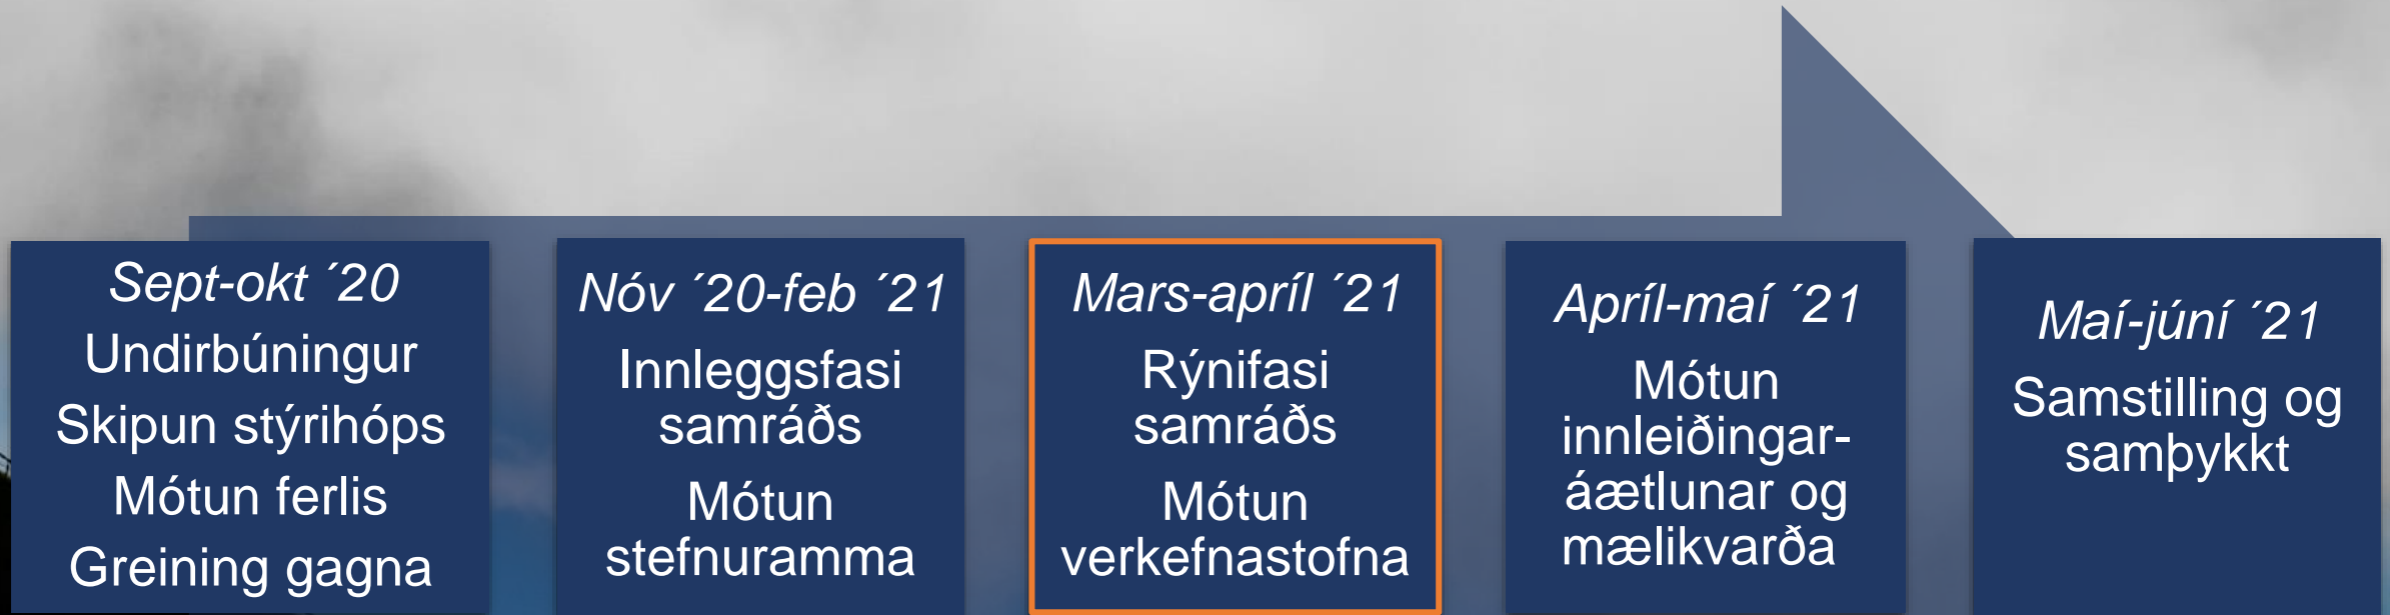 Sept-okt ´20
Undirbúningur
Skipun stýrihóps
Mótun ferlis
Greining gagna
Nóv ´20-feb ´21
Innleggsfasi
samráðs
Mótun
stefnuramma
Mars-apríl ´21
Rýnifasi
samráðs
Mótun
verkefnastofna
Apríl-maí ´21
Mótun
innleiðingar-
áætlunar og
mælikvarða
Maí-júní ´21
Samstilling og
samþykkt